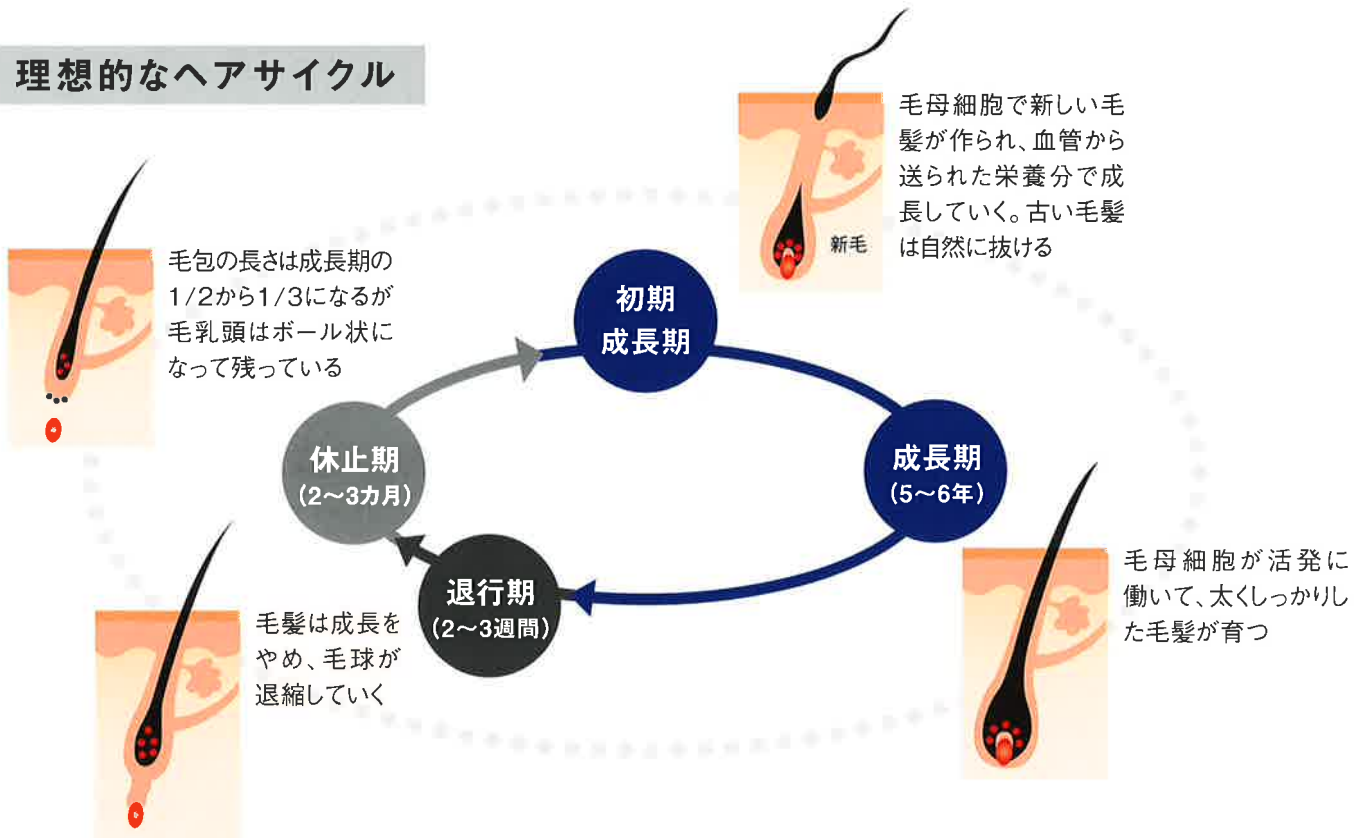 理想的なヘアサイクル
毛母細胞で新しい毛
髪が作られ、血管から
送られた栄養分で成
長していく。古い毛髪
は自然に抜ける
新毛
毛包の長さは成長期の
1/2から1/3になるが
毛乳頭はボール状に
なって残っている
初期
成長期
成長期
(5〜6年)
休止期
(2〜3カ月)
退行期
(2〜3週間)
毛母細胞が活発に
働いて、太くしっかりし
た毛髪が育つ
毛髪は成長を
やめ、毛球が
退縮していく